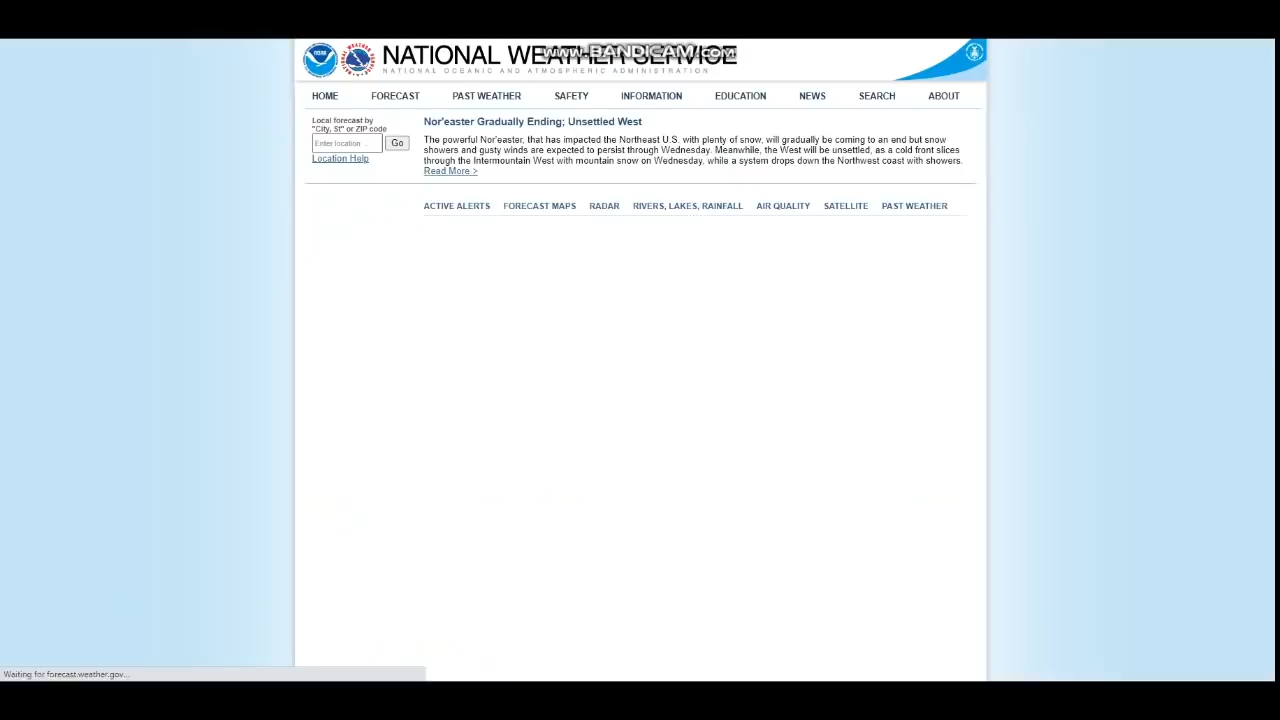 NATIONAL WEATHER SERVICE
www.BANDICAM.com
NATIONAL OCEANIC AND ATMOSPHERIC ADMINISTRATION
HOME FORECAST PAST WEATHER SAFETY INFORMATION EDUCATION NEWS SEARCH ABOUT
Local forecast by
"City, St" or ZIP code
Enter location ...
Go
Location Help
Nor'easter Gradually Ending; Unsettled West
The powerful Nor'easter, that has impacted the Northeast U.S. with plenty of snow, will gradually be coming to an end but snow
showers and gusty winds are expected to persist through Wednesday. Meanwhile, the West will be unsettled, as a cold front slices
through the Intermountain West with mountain snow on Wednesday, while a system drops down the Northwest coast with showers.
Read More >
ACTIVE ALERTS FORECAST MAPS RADAR RIVERS, LAKES, RAINFALL AIR QUALITY SATELLITE PAST WEATHER
Waiting for forecast.weather.gov...